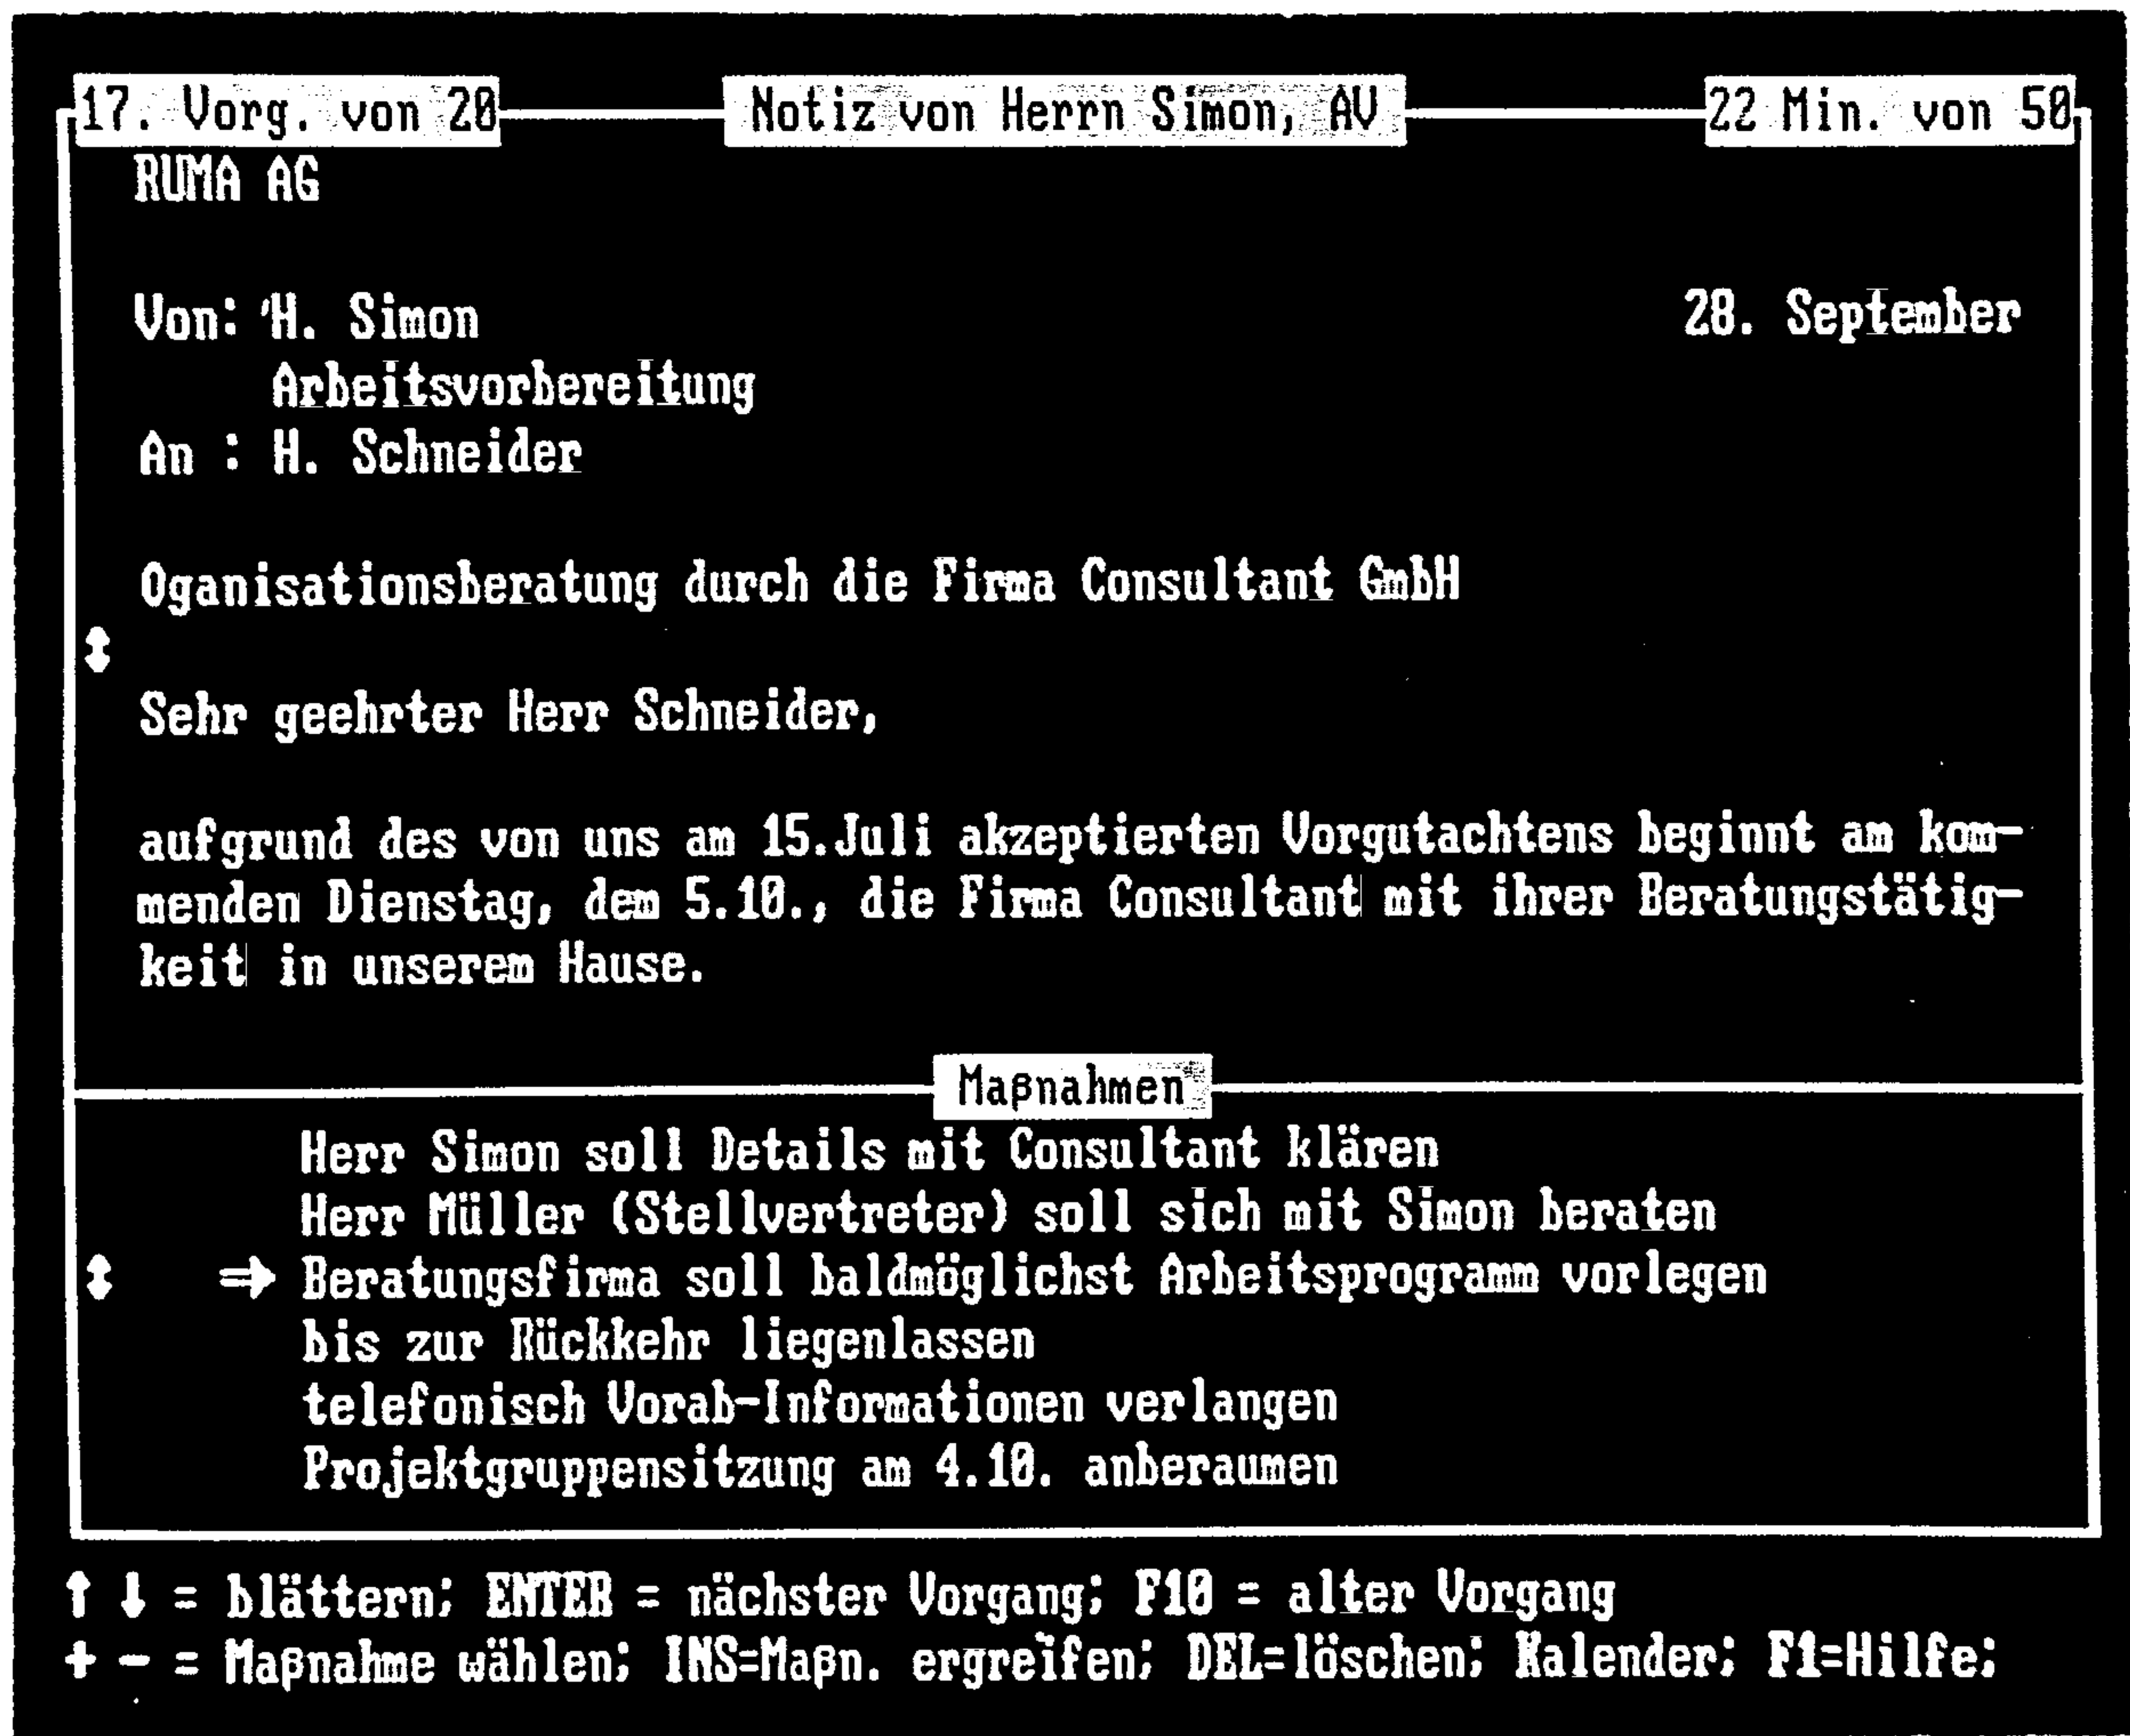 17. Vorg. von 20 Notiz von Herrn Simon, AV 22 Min. von 50
RUMA AG
Von: H. Simon 28. September
Arbeitsvorbereitung
An : H. Schneider
Oganisationsberatung durch die Firma Consultant GmbH
Sehr geehrter Herr Schneider,
aufgrund des von uns am 15.Juli akzeptierten Vorgutachtens beginnt am kom-
menden Dienstag, dem 5.10., die Firma Consultant mit ihrer Beratungstätig-
keit in unserem Hause.
Maßnahmen
Herr Simon soll Details mit Consultant klären
Herr Müller (Stellvertreter) soll sich mit Simon beraten
⇒ Beratungsfirma soll baldmöglichst Arbeitsprogramm vorlegen
bis zur Rückkehr liegenlassen
telefonisch Vorab-Informationen verlangen
Projektgruppensitzung am 4.10. anberaumen
↑ ↓ = blättern; ENTER = nächster Vorgang; F10 = alter Vorgang
+ - = Maßnahme wählen; INS=Maßn. ergreifen; DEL=löschen; Kalender; F1=Hilfe;